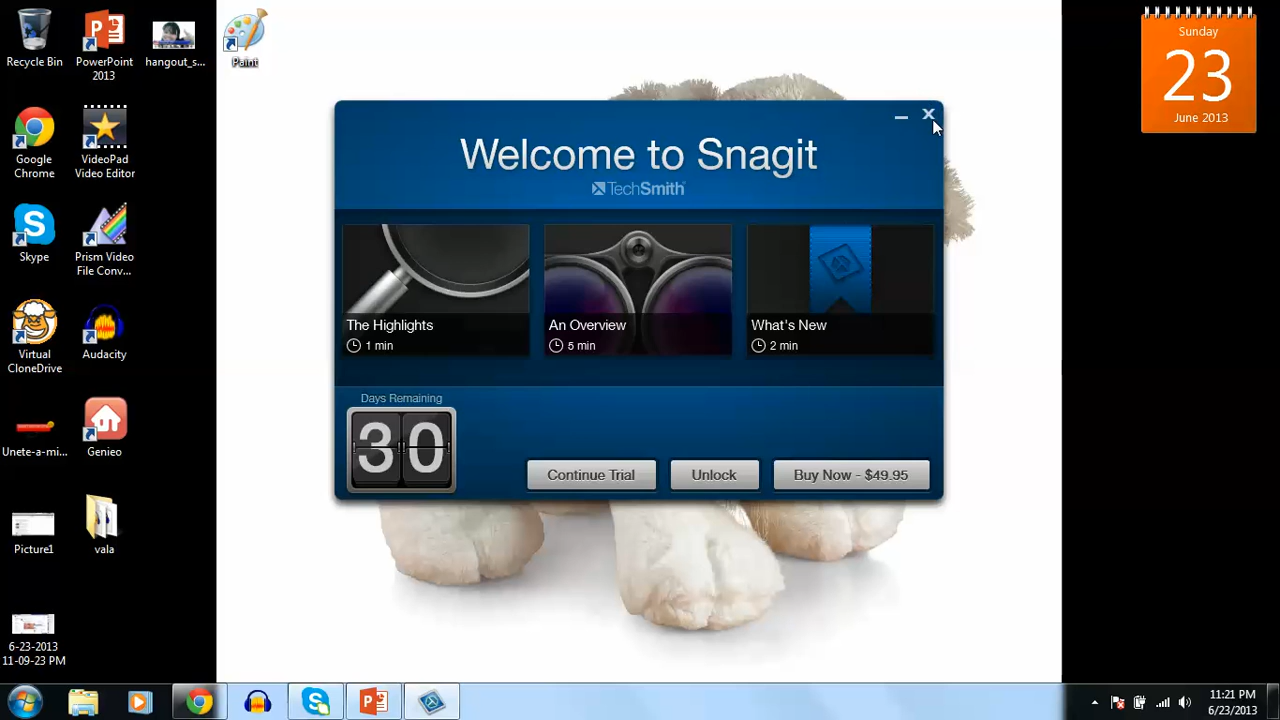 Recycle Bin
PowerPoint 2013
hangout_s...
Paint
Google Chrome
VideoPad Video Editor
Skype
Prism Video File Conv...
Virtual CloneDrive
Audacity
Unete-a-mi...
Genieo
Picture1
vala
6-23-2013 11-09-23 PM
Sunday
23
June 2013
Welcome to Snagit
TechSmith
The Highlights
1 min
An Overview
5 min
What's New
2 min
Days Remaining
30
Continue Trial
Unlock
Buy Now - $49.95
11:21 PM
6/23/2013